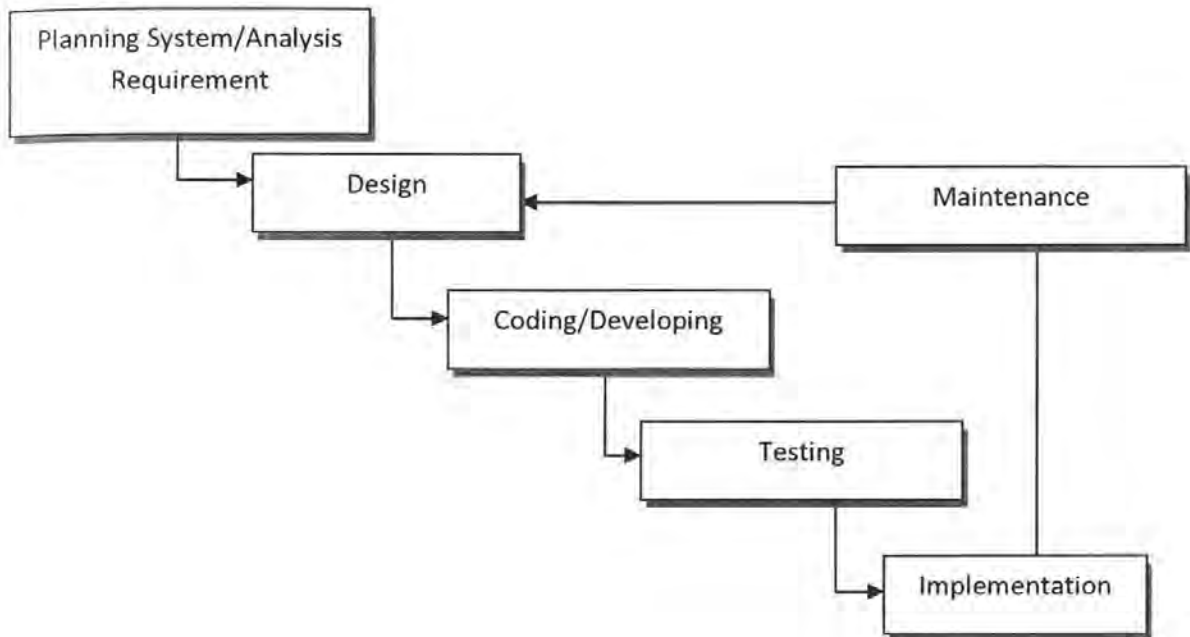 Planning System/Analysis
Requirement
Design
Maintenance
Coding/Developing
Testing
Implementation